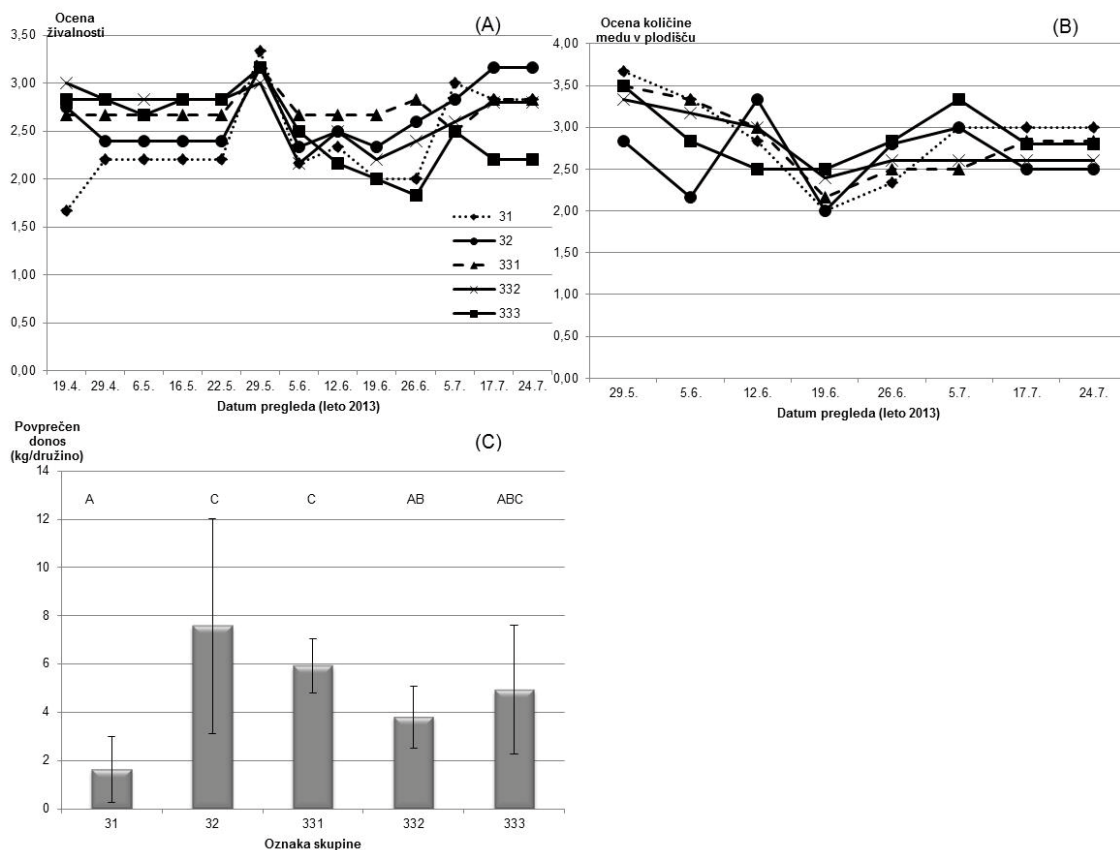 Ocena
živalnosti
(A)
3,50
3,00
2,50
2,00
1,50
1,00
0,50
0,00
31
32
331
332
333
19.4. 29.4. 6.5. 16.5. 22.5. 29.5. 5.6. 12.6. 19.6. 26.6. 5.7. 17.7. 24.7.
Datum pregleda (leto 2013)
Ocena količine
medu v plodišču
(B)
4,00
3,50
3,00
2,50
2,00
1,50
1,00
0,50
0,00
29.5. 5.6. 12.6. 19.6. 26.6. 5.7. 17.7. 24.7.
Datum pregleda (leto 2013)
Povprečen
donos
(kg/družino)
(C)
14
12
10
8
6
4
2
0
A C C AB ABC
31 32 331 332 333
Oznaka skupine